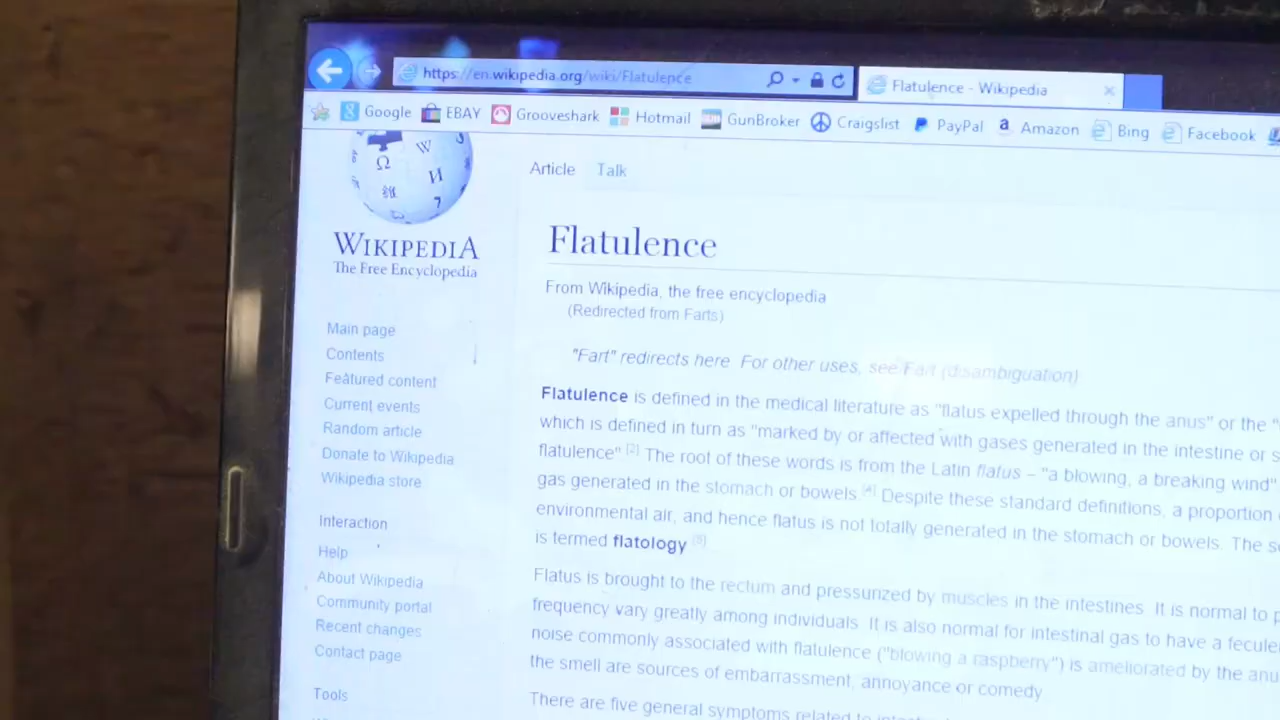 https://en.wikipedia.org/wiki/Flatulence
Flatulence - Wikipedia
Google EBAY Grooveshark Hotmail GunBroker Craigslist PayPal Amazon Bing Facebook
WIKIPEDIA
The Free Encyclopedia
Main page
Contents
Featured content
Current events
Random article
Donate to Wikipedia
Wikipedia store
Interaction
Help
About Wikipedia
Community portal
Recent changes
Contact page
Tools
Article Talk
Flatulence
From Wikipedia, the free encyclopedia
(Redirected from Farts)
"Fart" redirects here. For other uses, see Fart (disambiguation)
Flatulence is defined in the medical literature as "flatus expelled through the anus" or the
which is defined in turn as "marked by or affected with gases generated in the intestine or
flatulence" [2] The root of these words is from the Latin flatus – "a blowing, a breaking wind"
gas generated in the stomach or bowels [4] Despite these standard definitions, a proportion
environmental air, and hence flatus is not totally generated in the stomach or bowels. The
is termed flatology [5]
Flatus is brought to the rectum and pressurized by muscles in the intestines. It is normal to
frequency vary greatly among individuals. It is also normal for intestinal gas to have a
noise commonly associated with flatulence ("blowing a raspberry") is ameliorated by the
the smell are sources of embarrassment, annoyance or comedy
There are five general symptoms related to